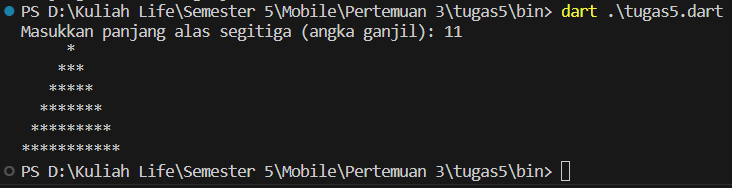 PS D:\Kuliah Life\Semester 5\Mobile\Pertemuan 3\tugas5\bin> dart .\tugas5.dart
Masukkan panjang alas segitiga (angka ganjil): 11
     *
    ***
   *****
  *******
 *********
***********
PS D:\Kuliah Life\Semester 5\Mobile\Pertemuan 3\tugas5\bin>